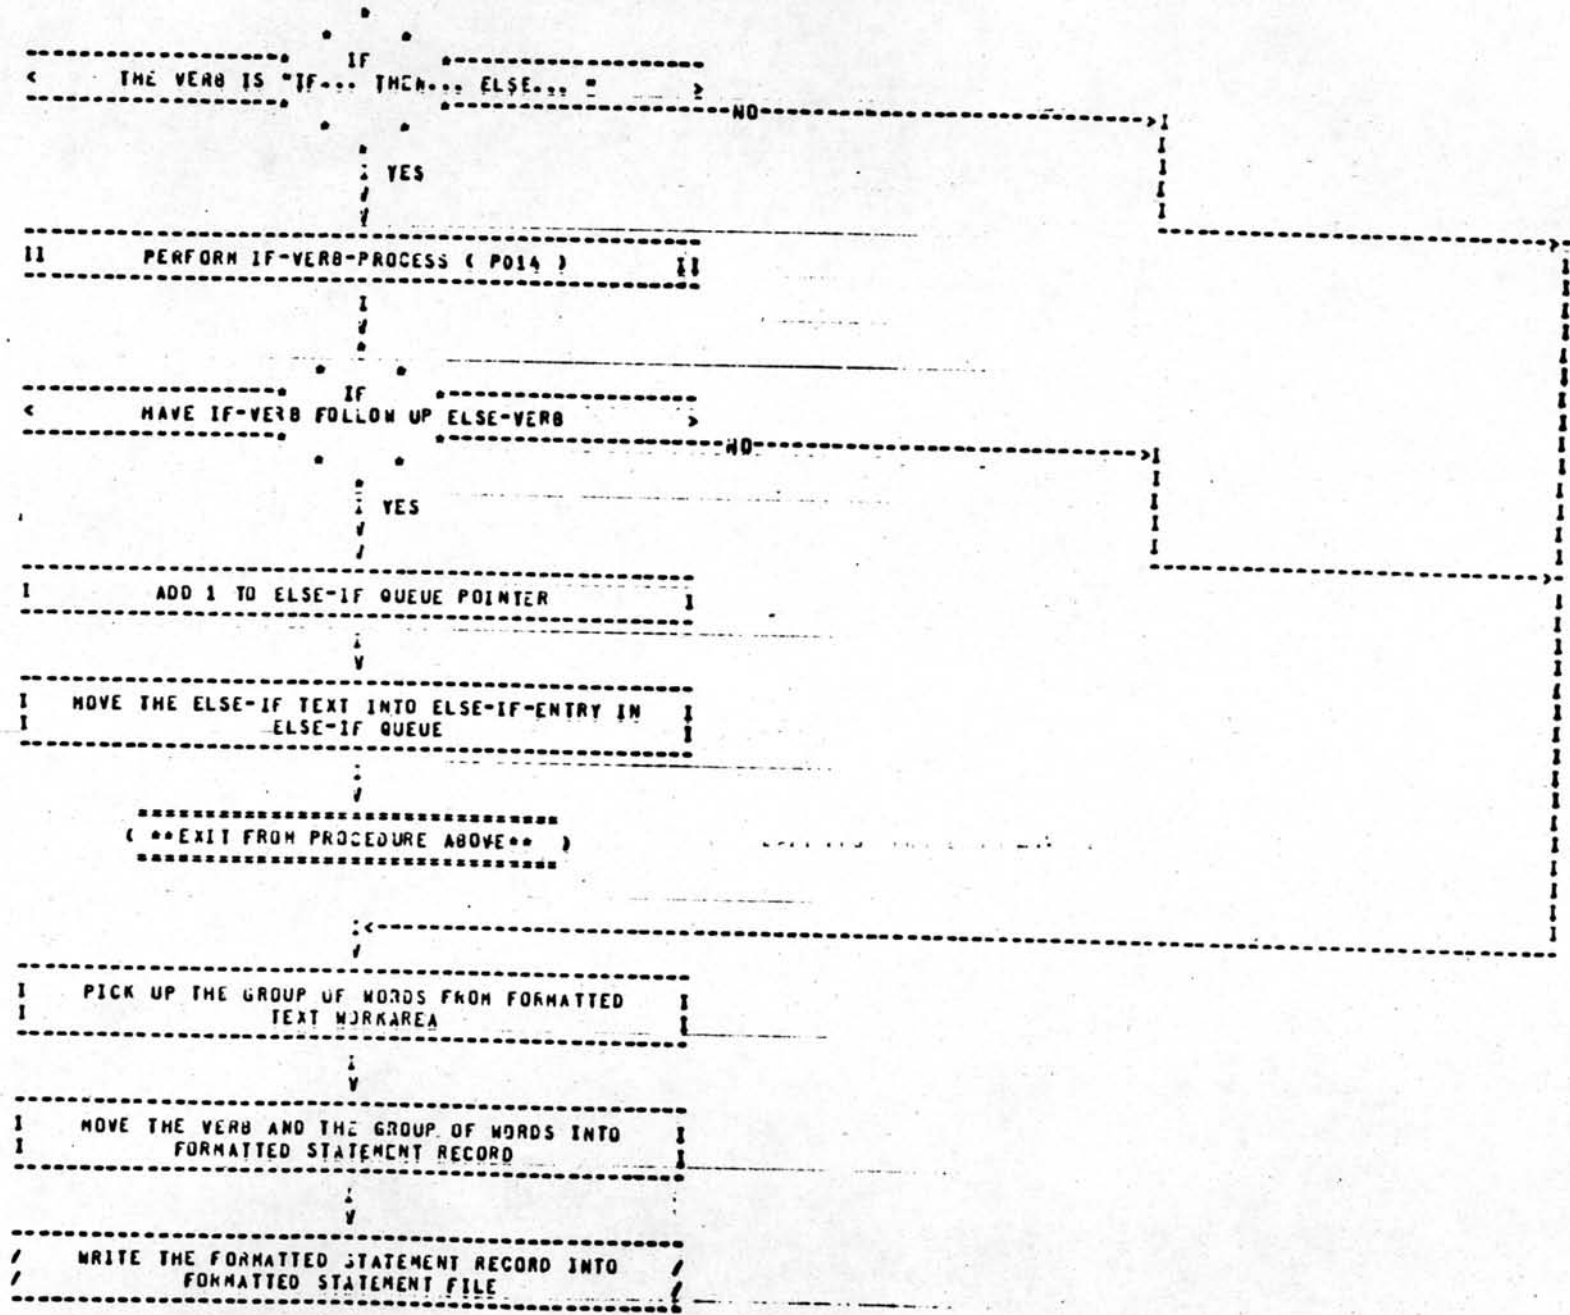 IF
THE VERB IS "IF... THEN... ELSE... "
NO
YES
PERFORM IF-VERB-PROCESS ( P014 )
IF
HAVE IF-VERB FOLLOW UP ELSE-VERB
NO
YES
ADD 1 TO ELSE-IF QUEUE POINTER
MOVE THE ELSE-IF TEXT INTO ELSE-IF-ENTRY IN
ELSE-IF QUEUE
( **EXIT FROM PROCEDURE ABOVE** )
PICK UP THE GROUP OF WORDS FROM FORMATTED
TEXT WORKAREA
MOVE THE VERB AND THE GROUP OF WORDS INTO
FORMATTED STATEMENT RECORD
WRITE THE FORMATTED STATEMENT RECORD INTO
FORMATTED STATEMENT FILE